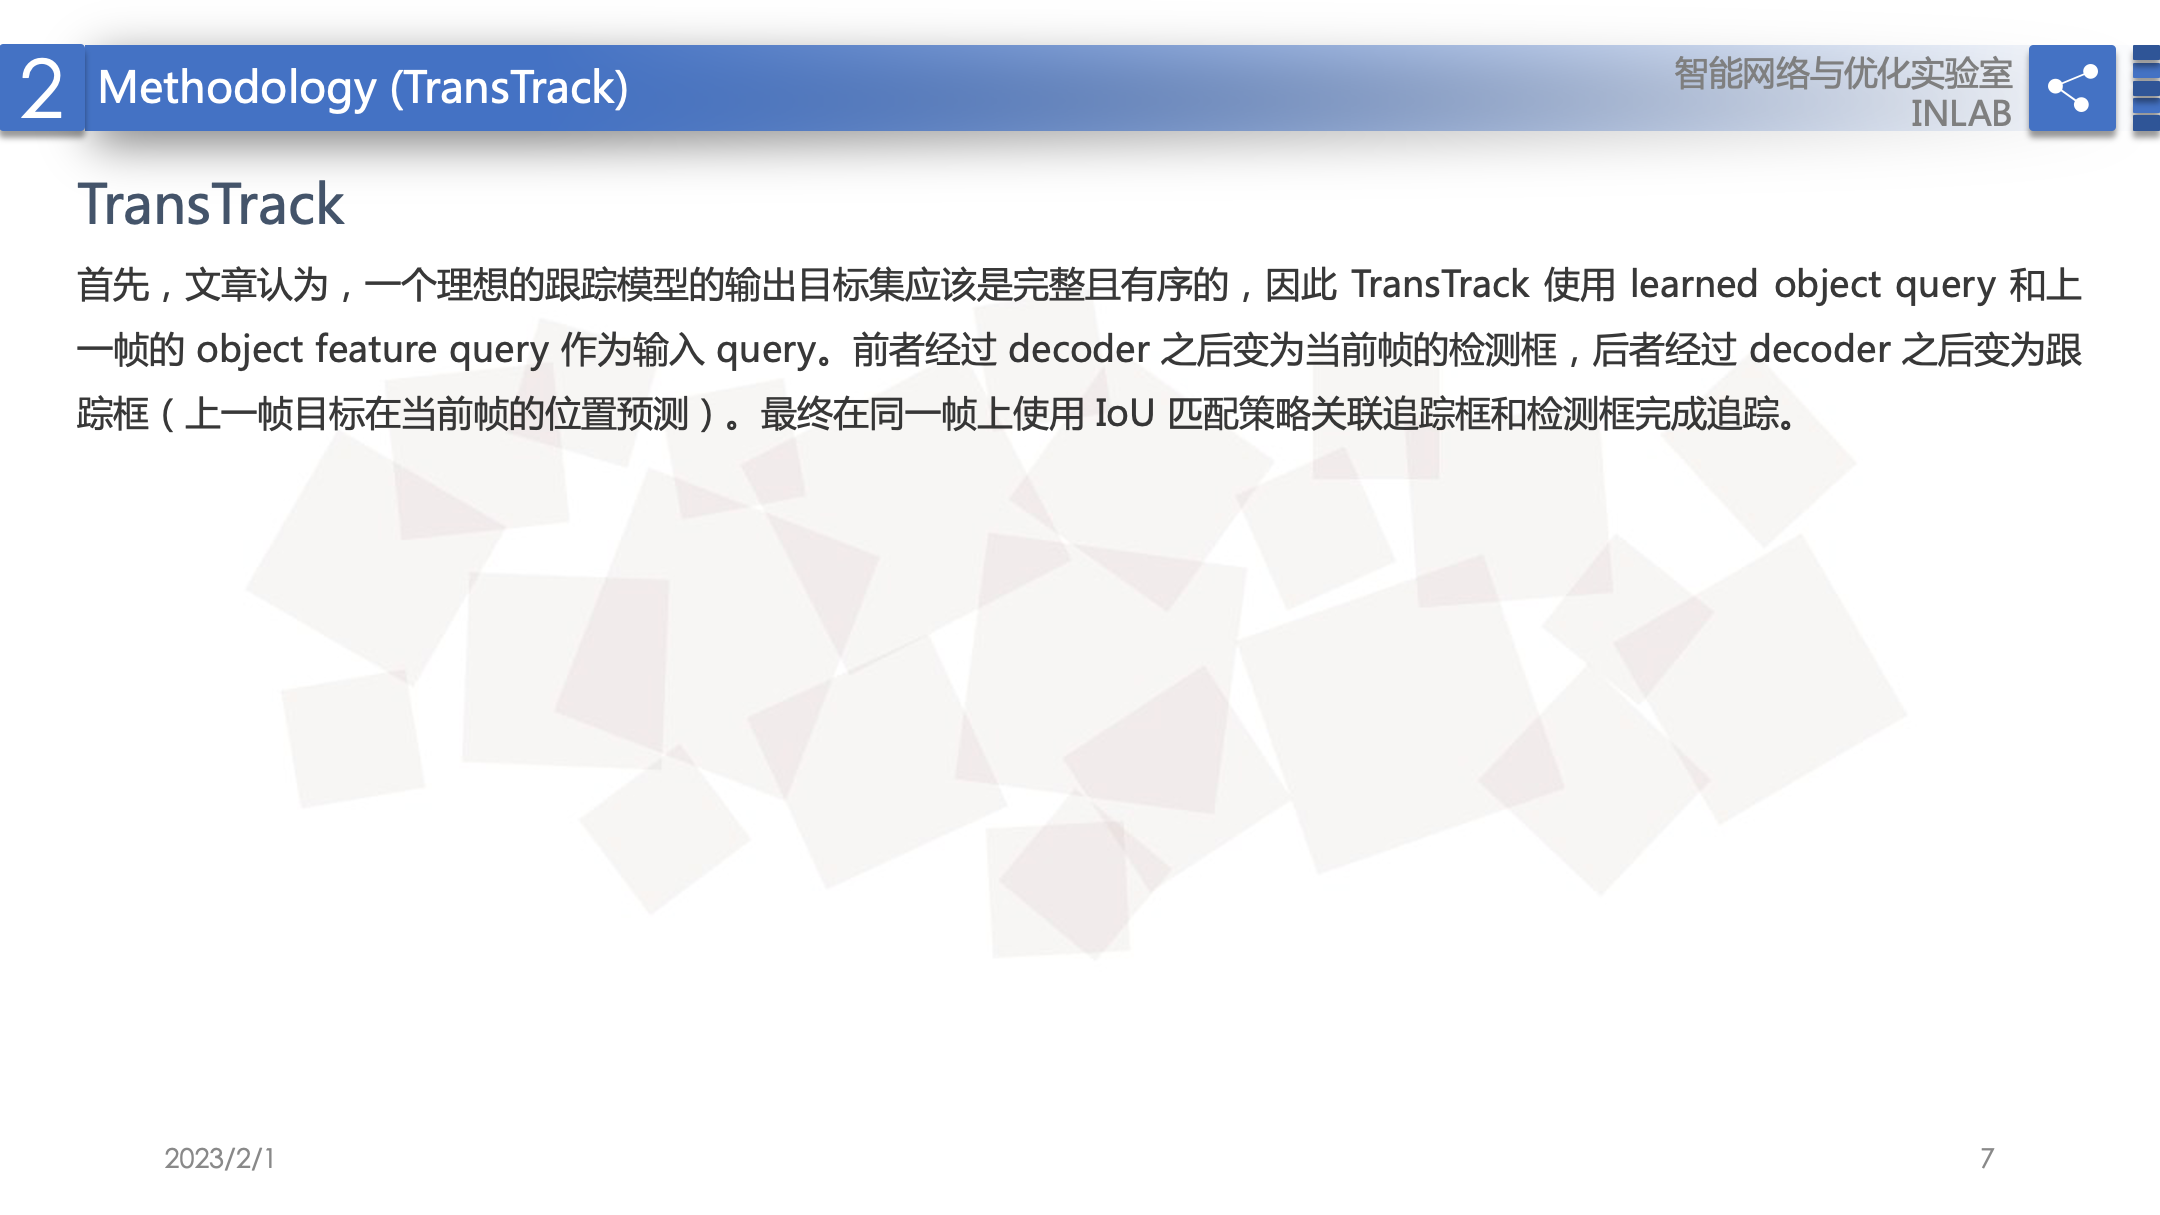 2
Methodology (TransTrack)
智能网络与优化实验室
INLAB
TransTrack
首先，文章认为，一个理想的跟踪模型的输出目标集应该是完整且有序的，因此 TransTrack 使用 learned object query 和上
一帧的 object feature query 作为输入 query。前者经过 decoder 之后变为当前帧的检测框，后者经过 decoder 之后变为跟
踪框（上一帧目标在当前帧的位置预测）。最终在同一帧上使用 IoU 匹配策略关联追踪框和检测框完成追踪。
2023/2/1
7